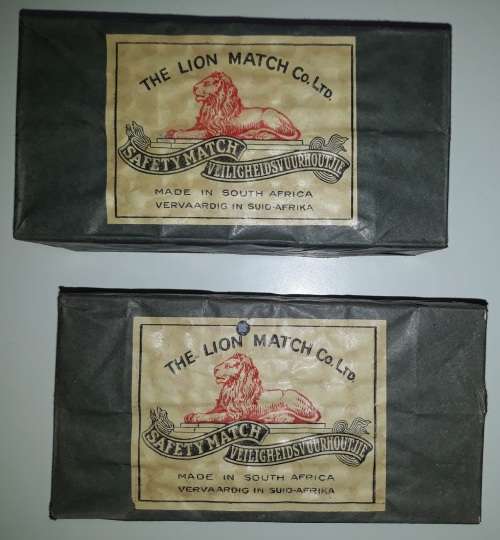 THE LION MATCH CO. LTD.
SAFETY MATCH VEILIGHEIDSVUURHOUTJIE
MADE IN SOUTH AFRICA
VERVAARDIG IN SUID-AFRIKA
THE LION MATCH CO. LTD.
SAFETY MATCH VEILIGHEIDSVUURHOUTJIE
MADE IN SOUTH AFRICA
VERVAARDIG IN SUID-AFRIKA